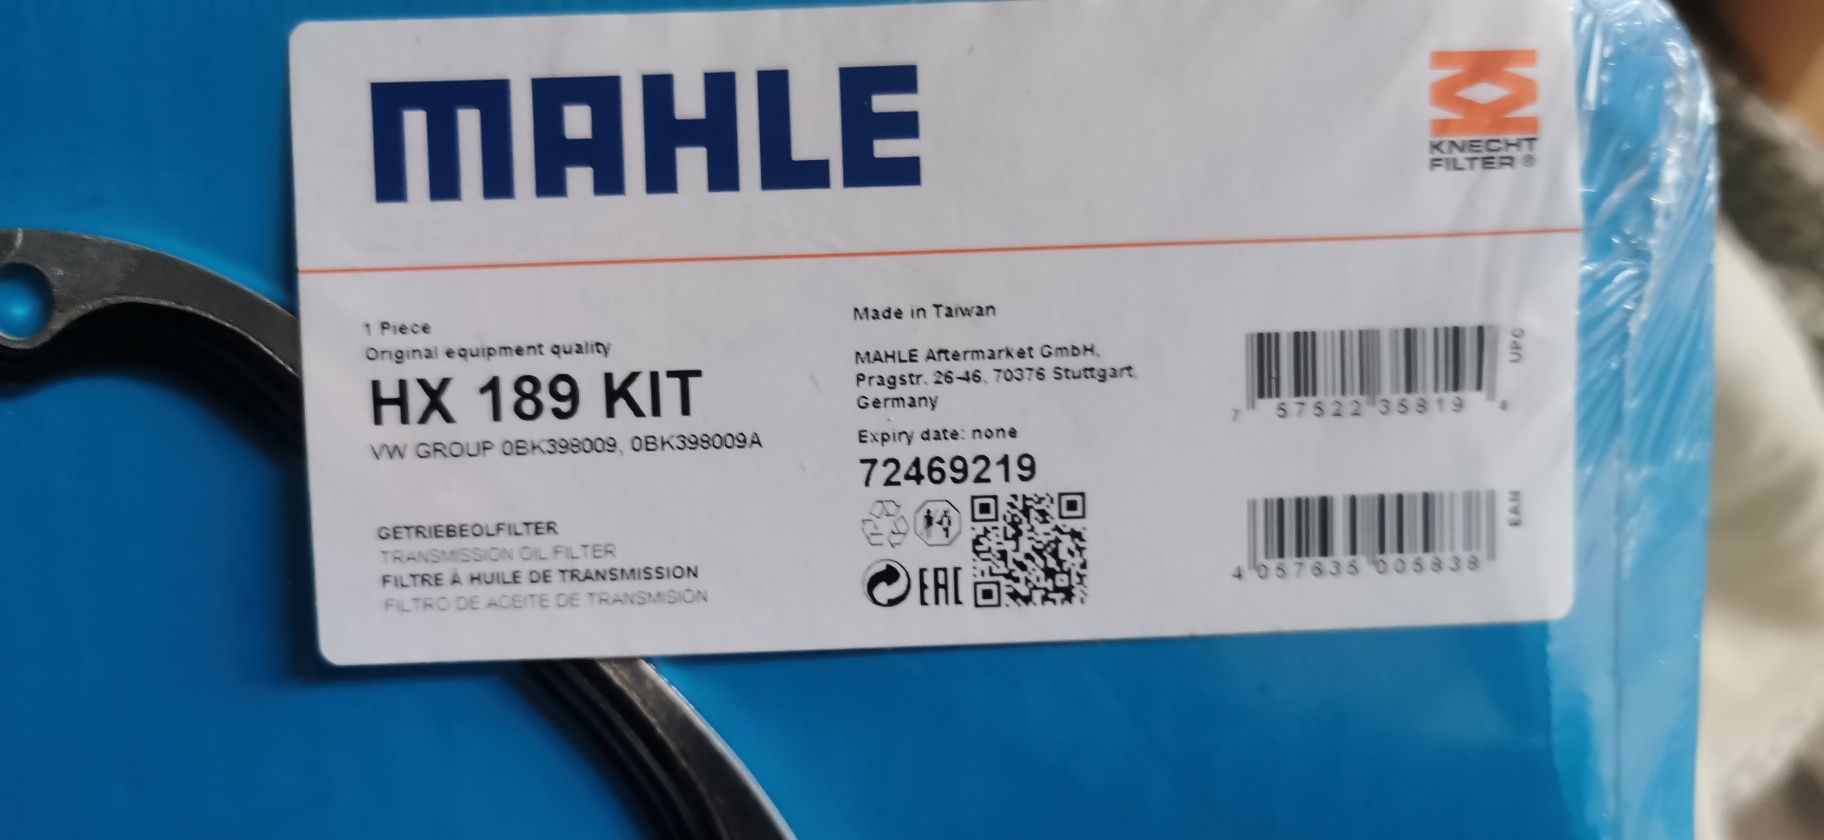 MAHLE
KNECHT
FILTER®
1 Piece
Original equipment quality
HX 189 KIT
VW GROUP 0BK398009, 0BK398009A
GETRIEBEOLFILTER
TRANSMISSION OIL FILTER
FILTRE À HUILE DE TRANSMISSION
FILTRO DE ACEITE DE TRANSMISIÓN
Made in Taiwan
MAHLE Aftermarket GmbH,
Pragstr. 26-46, 70376 Stuttgart,
Germany
Expiry date: none
72469219
EAC
UPC
7 57522 35819 4
EAN
4 057635 005838